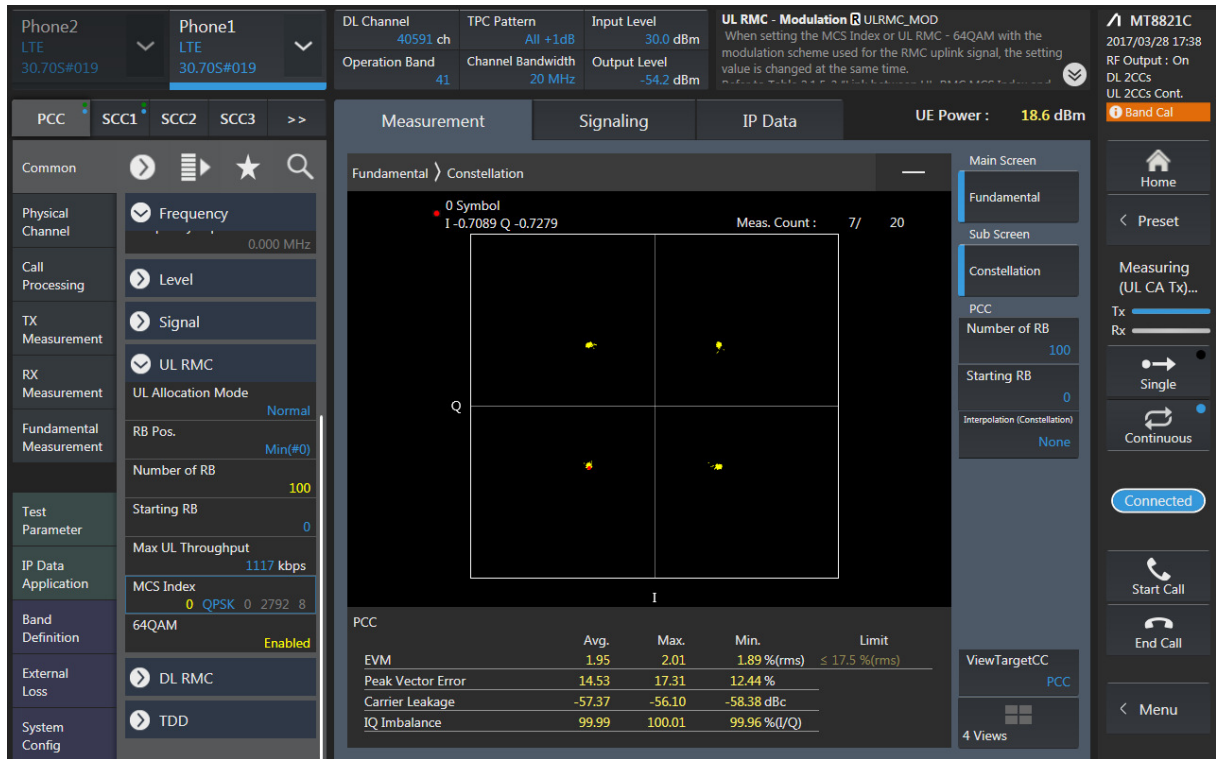 Phone2
LTE
30.70S#019
Phone1
LTE
30.70S#019
DL Channel
40591 ch
Operation Band
41
TPC Pattern
All +1dB
Channel Bandwidth
20 MHz
Input Level
30.0 dBm
Output Level
-54.2 dBm
UL RMC - Modulation R ULRMC_MOD
When setting the MCS Index or UL RMC -
64QAM with the
modulation scheme used for the RMC uplink signal, the setting
value is changed at the same time.
MT8821C
2017/03/28 17:38
RF Output : On
DL 2CCs
UL 2CCs Cont.
Band Cal
PCC
SCC1
SCC2
SCC3
>>
Measurement
Signaling
IP Data
UE Power : 18.6 dBm
Common
Physical
Channel
Call
Processing
TX
Measurement
RX
Measurement
Fundamental
Measurement
Test
Parameter
IP Data
Application
Band
Definition
External
Loss
System
Config
Frequency
0.000 MHz
Level
Signal
UL RMC
UL Allocation Mode
Normal
RB Pos.
Min(#0)
Number of RB
100
Starting RB
0
Max UL Throughput
1117 kbps
MCS Index
0 QPSK 0 2792 8
64QAM
Enabled
DL RMC
TDD
Fundamental 〉 Constellation
0 Symbol
I -0.7089 Q -0.7279
Meas. Count : 7/ 20
Q
I
PCC
Avg. Max. Min. Limit
EVM 1.95 2.01 1.89 %(rms) ≤ 17.5 %(rms)
Peak Vector Error 14.53 17.31 12.44 %
Carrier Leakage -57.37 -56.10 -58.38 dBc
IQ Imbalance 99.99 100.01 99.96 %(I/Q)
Main Screen
Fundamental
Sub Screen
Constellation
PCC
Number of RB
100
Starting RB
0
Interpolation (Constellation)
None
ViewTargetCC
PCC
4 Views
Home
< Preset
Measuring
(UL CA Tx)...
Tx
Rx
Single
Continuous
Connected
Start Call
End Call
< Menu